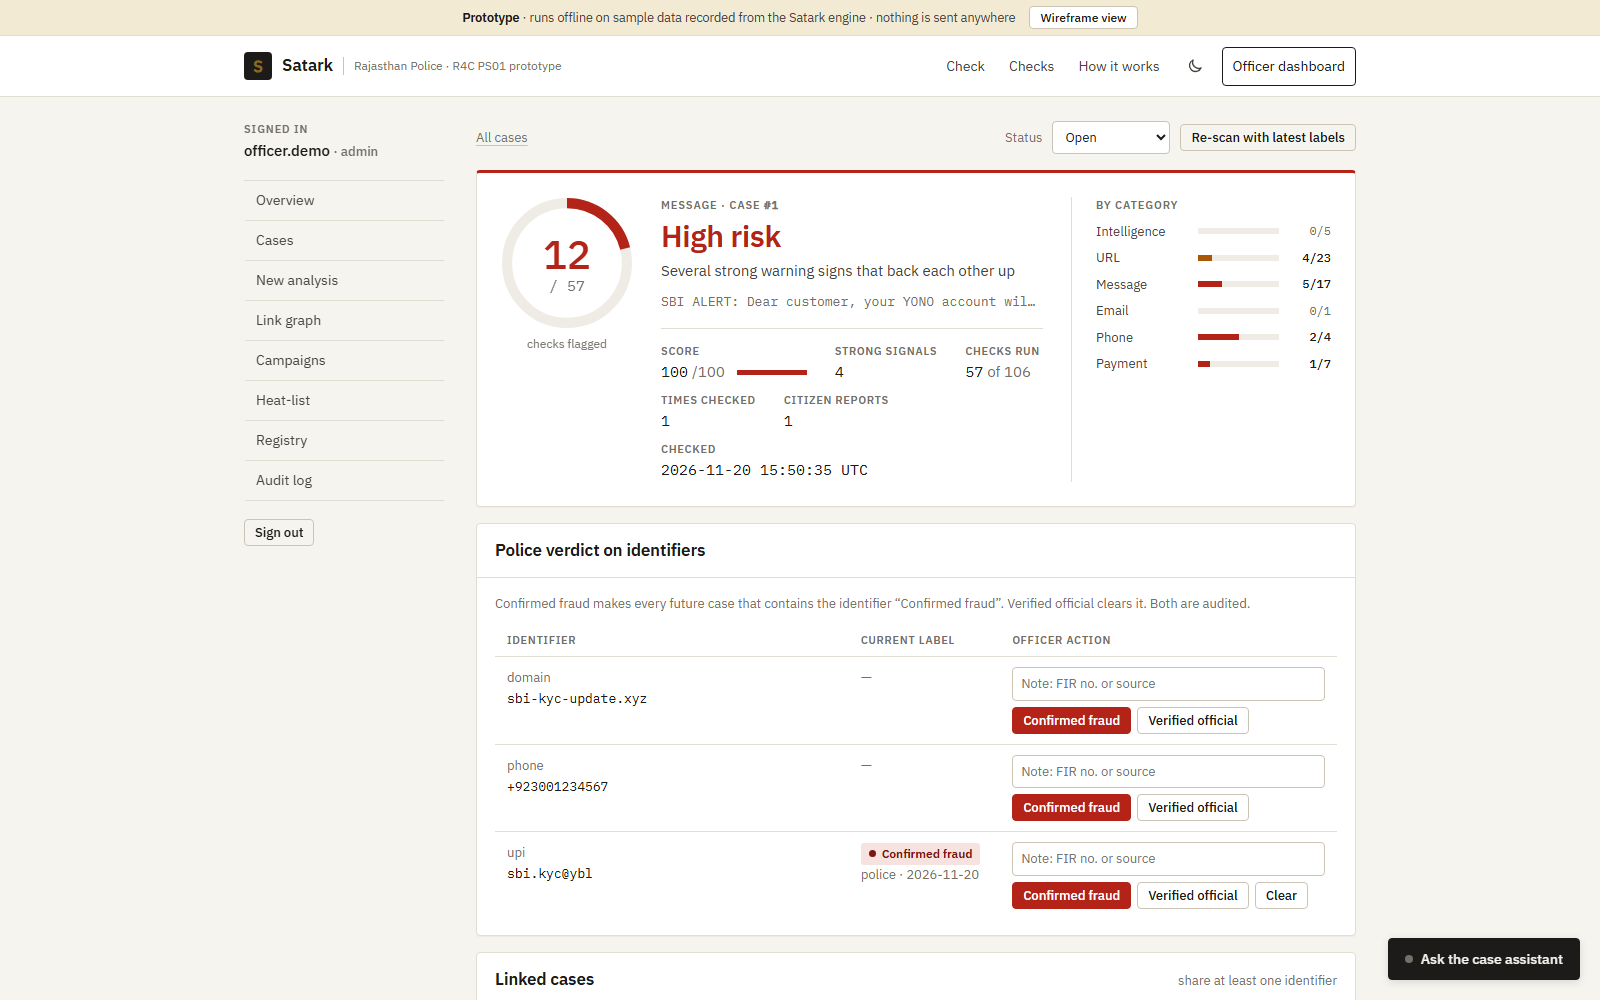 Prototype · runs offline on sample data recorded from the Satark engine · nothing is sent anywhere
Wireframe view
S
Satark
Rajasthan Police · R4C PS01 prototype
Check
Checks
How it works
Officer dashboard
SIGNED IN
officer.demo · admin
Overview
Cases
New analysis
Link graph
Campaigns
Heat-list
Registry
Audit log
Sign out
All cases
Status
Open
Re-scan with latest labels
12
/ 57
checks flagged
MESSAGE · CASE #1
High risk
Several strong warning signs that back each other up
SBI ALERT: Dear customer, your YONO account wil…
SCORE
100 /100
STRONG SIGNALS
4
CHECKS RUN
57 of 106
TIMES CHECKED
1
CITIZEN REPORTS
1
CHECKED
2026-11-20 15:50:35 UTC
BY CATEGORY
Intelligence 0/5
URL 4/23
Message 5/17
Email 0/1
Phone 2/4
Payment 1/7
Police verdict on identifiers
Confirmed fraud makes every future case that contains the identifier “Confirmed fraud”. Verified official clears it. Both are audited.
IDENTIFIER CURRENT LABEL OFFICER ACTION
domain
sbi-kyc-update.xyz
—
Note: FIR no. or source
Confirmed fraud
Verified official
phone
+923001234567
—
Note: FIR no. or source
Confirmed fraud
Verified official
upi
sbi.kyc@ybl
Confirmed fraud
police · 2026-11-20
Note: FIR no. or source
Confirmed fraud
Verified official
Clear
Linked cases
share at least one identifier
Ask the case assistant